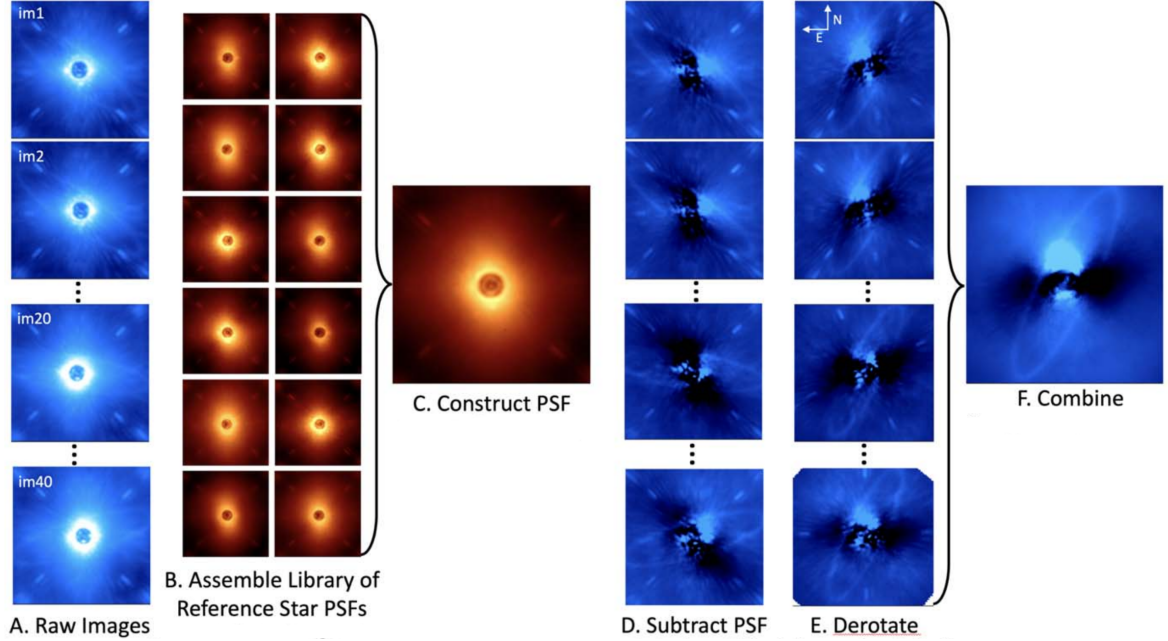 im1
im2
im20
im40
A. Raw Images
B. Assemble Library of
Reference Star PSFs
C. Construct PSF
D. Subtract PSF
N
E
E. Derotate
F. Combine